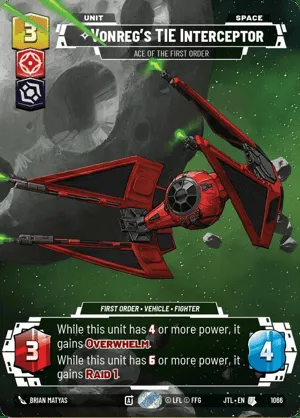 3
UNIT
SPACE
Vonreg's TIE Interceptor
ACE OF THE FIRST ORDER
FIRST ORDER • VEHICLE • FIGHTER
While this unit has 4 or more power, it
gains OVERWHELM.
While this unit has 6 or more power, it
gains RAID 1.
3
4
BRIAN MATYAS
© LFL © FFG
JTL • EN
1066